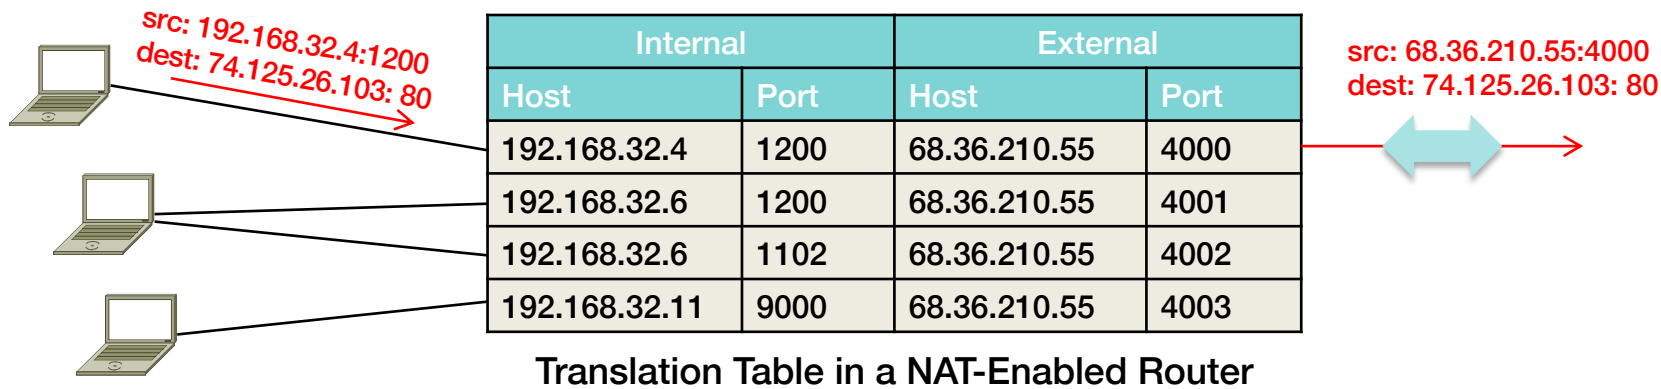 src: 192.168.32.4:1200
dest: 74.125.26.103: 80
Internal External
Host Port Host Port
192.168.32.4 1200 68.36.210.55 4000
192.168.32.6 1200 68.36.210.55 4001
192.168.32.6 1102 68.36.210.55 4002
192.168.32.11 9000 68.36.210.55 4003
src: 68.36.210.55:4000
dest: 74.125.26.103: 80
Translation Table in a NAT-Enabled Router